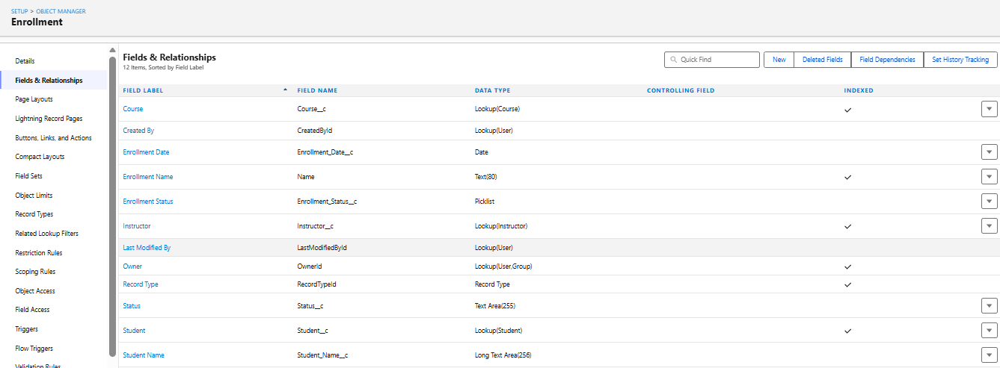 SETUP > OBJECT MANAGER
Enrollment
Details
Fields & Relationships
Page Layouts
Lightning Record Pages
Buttons, Links, and Actions
Compact Layouts
Field Sets
Object Limits
Record Types
Related Lookup Filters
Restriction Rules
Scoping Rules
Object Access
Field Access
Triggers
Flow Triggers
Validation Rules
Fields & Relationships
12 Items, Sorted by Field Label
Quick Find
New
Deleted Fields
Field Dependencies
Set History Tracking
FIELD LABEL FIELD NAME DATA TYPE CONTROLLING FIELD INDEXED
Course Course__c Lookup(Course)
Created By CreatedById Lookup(User)
Enrollment Date Enrollment_Date__c Date
Enrollment Name Name Text(80)
Enrollment Status Enrollment_Status__c Picklist
Instructor Instructor__c Lookup(Instructor)
Last Modified By LastModifiedById Lookup(User)
Owner OwnerId Lookup(User,Group)
Record Type RecordTypeId Record Type
Status Status__c Text Area(255)
Student Student__c Lookup(Student)
Student Name Student_Name__c Long Text Area(256)